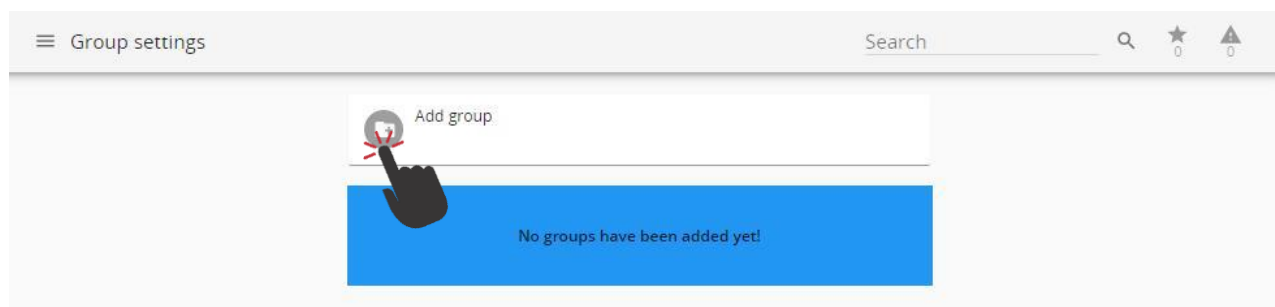 Group settings
Search
0
0
Add group
No groups have been added yet!